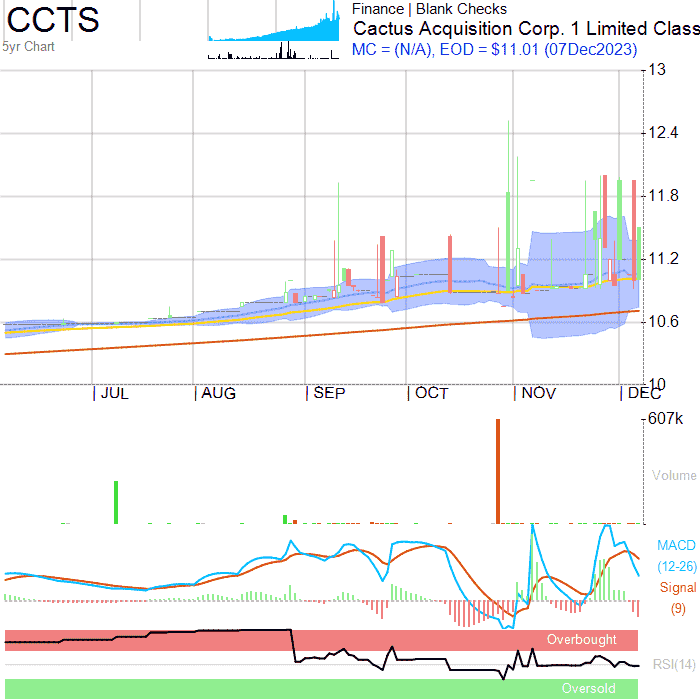 CCTS
5yr Chart
Finance | Blank Checks
Cactus Acquisition Corp. 1 Limited Class
MC = (N/A), EOD = $11.01 (07Dec2023)
13
12.4
11.8
11.2
10.6
10
JUL AUG SEP OCT NOV DEC
607k
Volume
MACD
(12-26)
Signal
(9)
Overbought
RSI(14)
Oversold